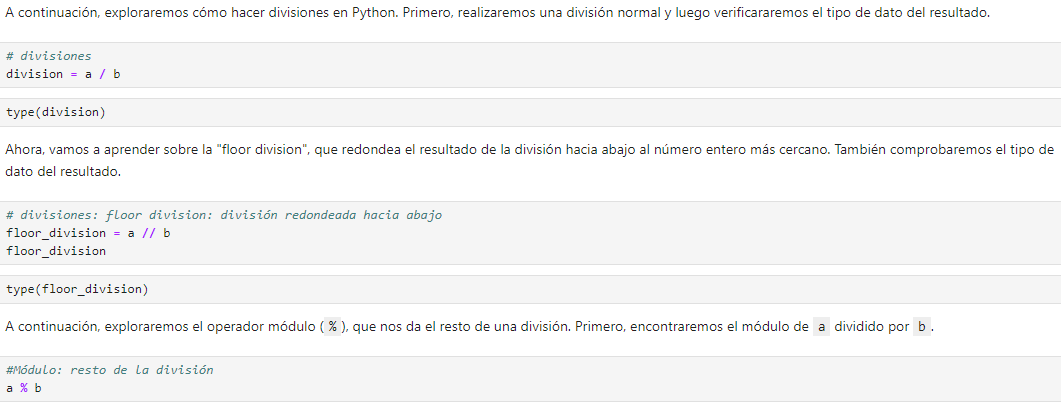 A continuación, exploraremos cómo hacer divisiones en Python. Primero, realizaremos una división normal y luego verificararemos el tipo de dato del resultado.
# divisiones
division = a / b
type(division)
Ahora, vamos a aprender sobre la "floor division", que redondea el resultado de la división hacia abajo al número entero más cercano. También comprobaremos el tipo de
dato del resultado.
# divisiones: floor division: división redondeada hacia abajo
floor_division = a // b
floor_division
type(floor_division)
A continuación, exploraremos el operador módulo ( % ), que nos da el resto de una división. Primero, encontraremos el módulo de a dividido por b .
#Módulo: resto de la división
a % b